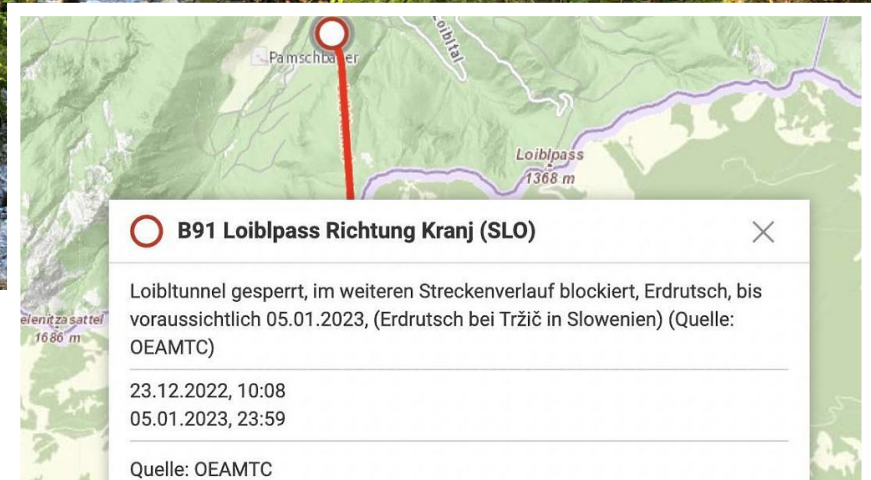 Loibltal
Pamschbauer
Loiblpass
1368 m
B91 Loiblpass Richtung Kranj (SLO)
Loibltunnel gesperrt, im weiteren Streckenverlauf blockiert, Erdrutsch, bis
voraussichtlich 05.01.2023, (Erdrutsch bei Tržič in Slowenien) (Quelle:
OEAMTC)
elenitzasattel
1686 m
23.12.2022, 10:08
05.01.2023, 23:59
Quelle: OEAMTC